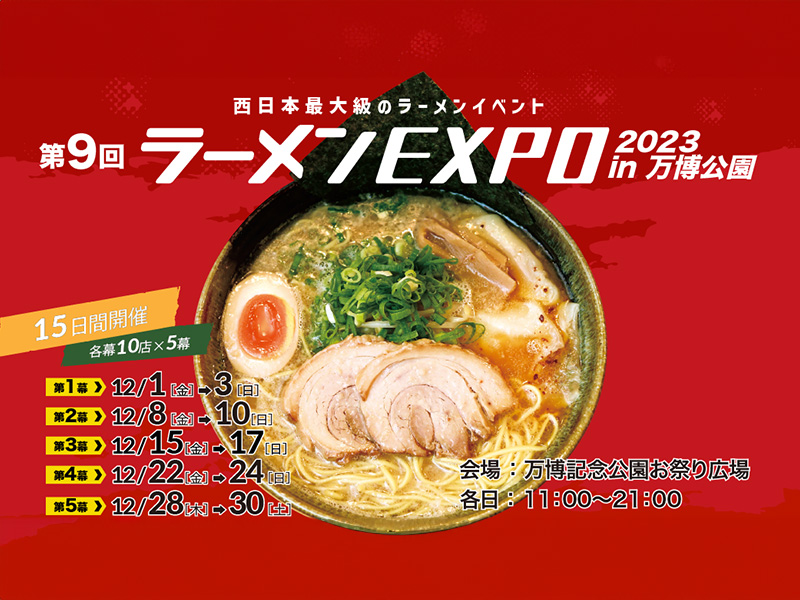 西日本最大級のラーメンイベント
第9回 ラーメンEXPO 2023 in 万博公園
15日間開催
各幕10店×5幕
第1幕 12/1[金]➡3[日]
第2幕 12/8[金]➡10[日]
第3幕 12/15[金]➡17[日]
第4幕 12/22[金]➡24[日]
第5幕 12/28[木]➡30[土]
会場：万博記念公園お祭り広場
各日：11:00〜21:00